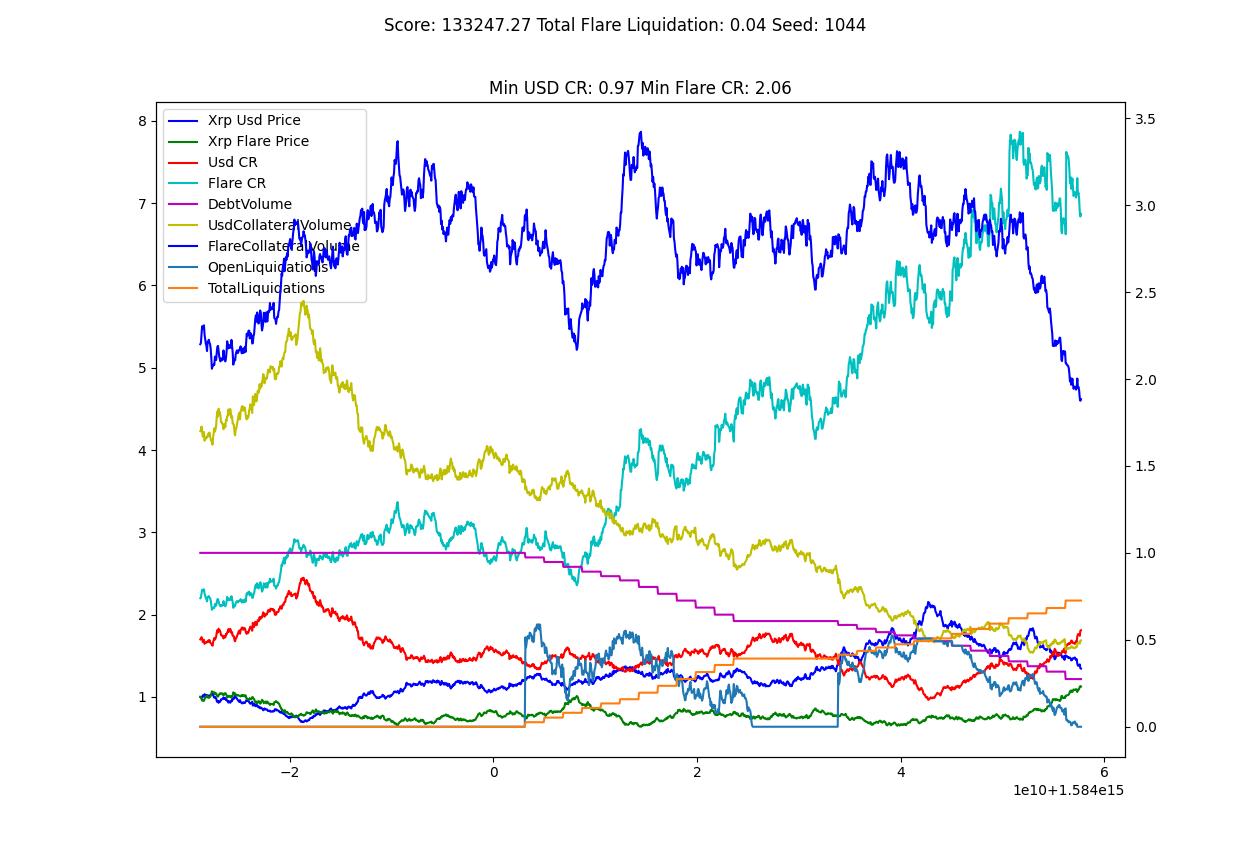 Score: 133247.27 Total Flare Liquidation: 0.04 Seed: 1044
Min USD CR: 0.97 Min Flare CR: 2.06
Xrp Usd Price
Xrp Flare Price
Usd CR
Flare CR
DebtVolume
UsdCollateralVolume
FlareCollateralVolume
OpenLiquidations
TotalLiquidations
8
7
6
5
4
3
2
1
3.5
3.0
2.5
2.0
1.5
1.0
0.5
0.0
−2 0 2 4 6
1e10+1.584e15